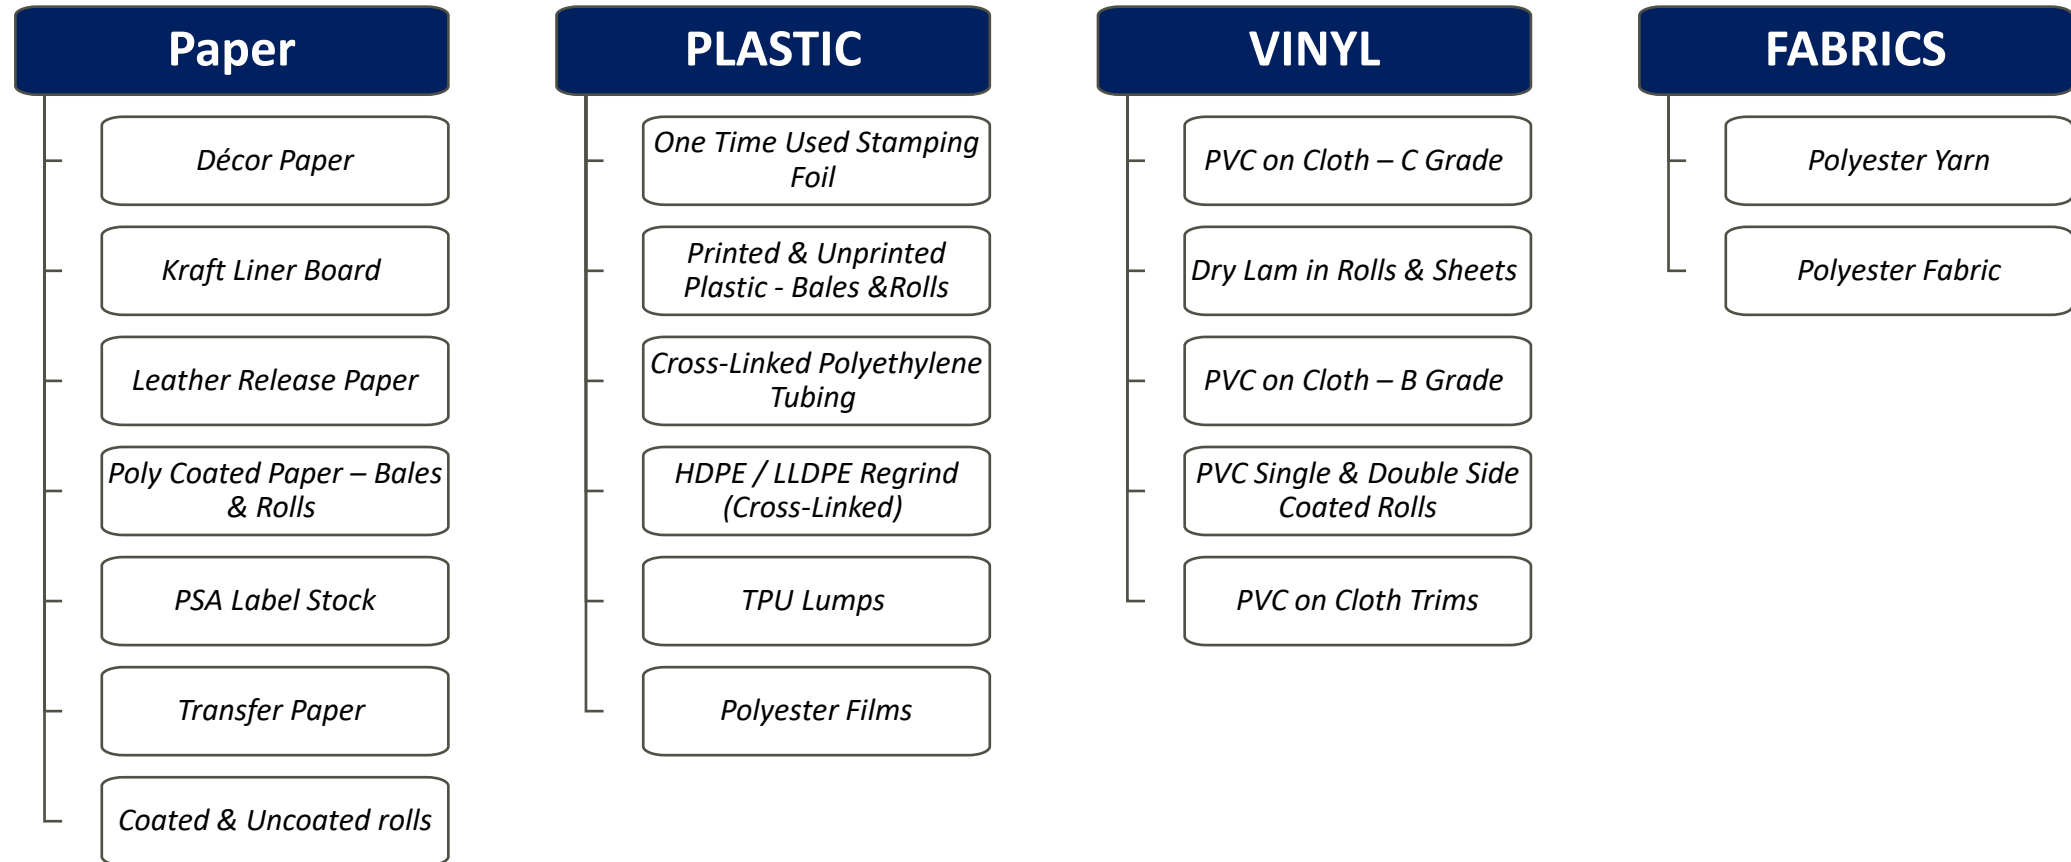 Paper
Décor Paper
Kraft Liner Board
Leather Release Paper
Poly Coated Paper – Bales
& Rolls
PSA Label Stock
Transfer Paper
Coated & Uncoated rolls
PLASTIC
One Time Used Stamping
Foil
Printed & Unprinted
Plastic - Bales &Rolls
Cross-Linked Polyethylene
Tubing
HDPE / LLDPE Regrind
(Cross-Linked)
TPU Lumps
Polyester Films
VINYL
PVC on Cloth – C Grade
Dry Lam in Rolls & Sheets
PVC on Cloth – B Grade
PVC Single & Double Side
Coated Rolls
PVC on Cloth Trims
FABRICS
Polyester Yarn
Polyester Fabric